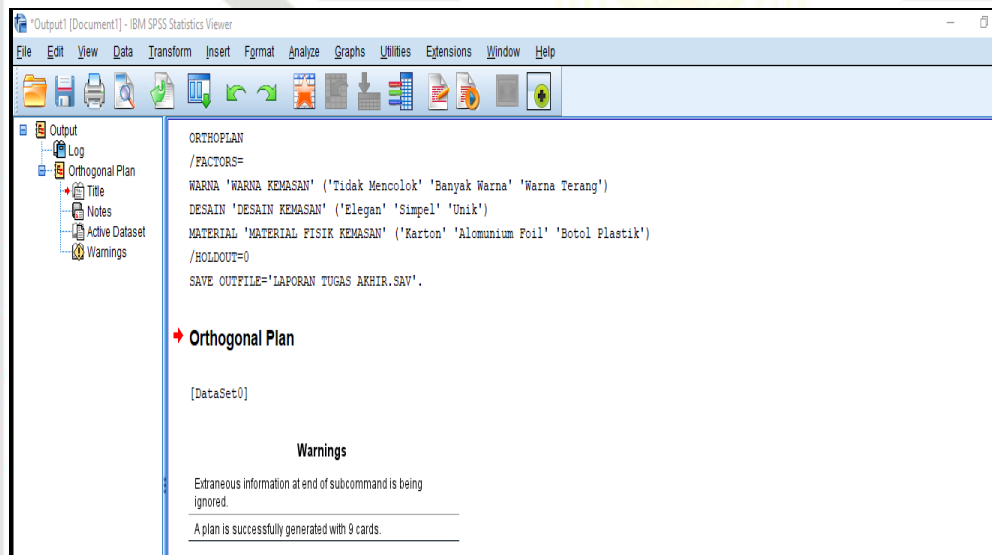 *Output1 [Document1] - IBM SPSS Statistics Viewer
File Edit View Data Transform Insert Format Analyze Graphs Utilities Extensions Window Help
Output
Log
Orthogonal Plan
Title
Notes
Active Dataset
Warnings
ORTHOPLAN
/FACTORS=
WARNA 'WARNA KEMASAN' ('Tidak Mencolok' 'Banyak Warna' 'Warna Terang')
DESAIN 'DESAIN KEMASAN' ('Elegan' 'Simpel' 'Unik')
MATERIAL 'MATERIAL FISIK KEMASAN' ('Karton' 'Alomunium Foil' 'Botol Plastik')
/HOLDOUT=0
SAVE OUTFILE='LAPORAN TUGAS AKHIR.SAV'.
Orthogonal Plan
[DataSet0]
Warnings
Extraneous information at end of subcommand is being
ignored.
A plan is successfully generated with 9 cards.